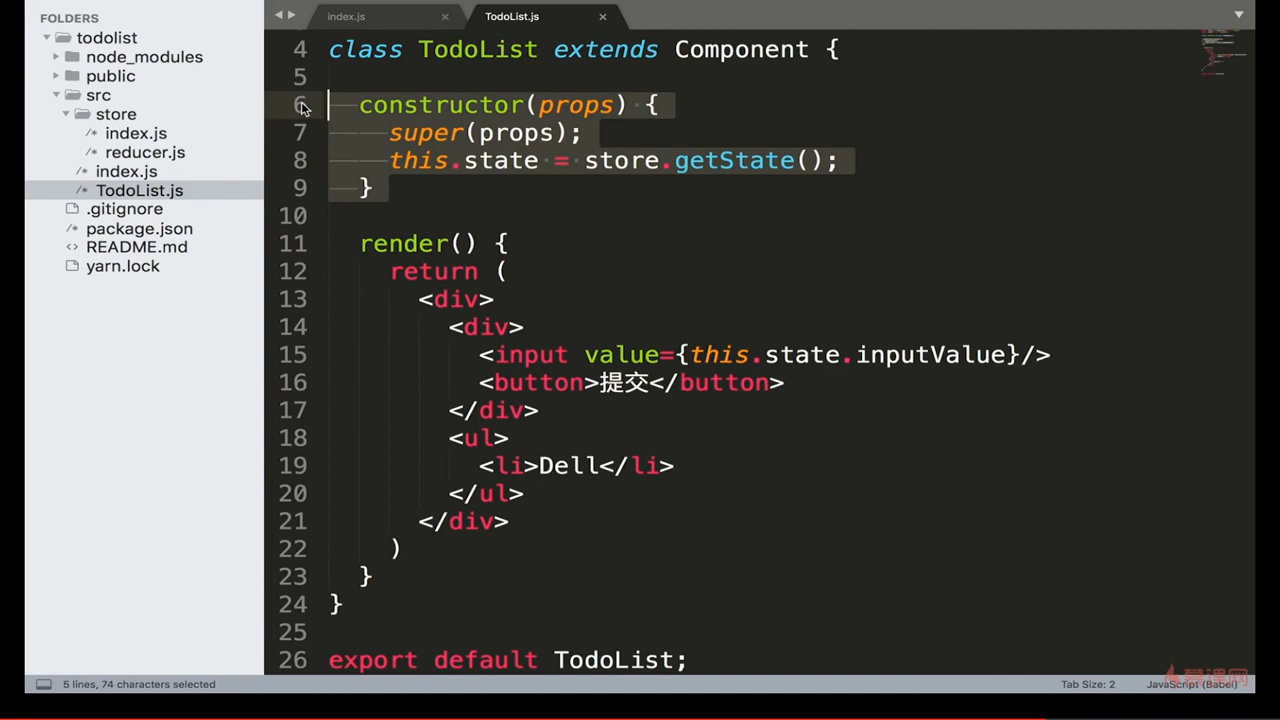 FOLDERS
todolist
node_modules
public
src
store
index.js
reducer.js
index.js
TodoList.js
.gitignore
package.json
README.md
yarn.lock
index.js
TodoList.js
4 class TodoList extends Component {
5
6 constructor(props) {
7 super(props);
8 this.state = store.getState();
9 }
10
11 render() {
12 return (
13 <div>
14 <div>
15 <input value={this.state.inputValue}/>
16 <button>提交</button>
17 </div>
18 <ul>
19 <li>Dell</li>
20 </ul>
21 </div>
22 )
23 }
24 }
25
26 export default TodoList;
5 lines, 74 characters selected
Tab Size: 2
JavaScript (Babel)
慕课网